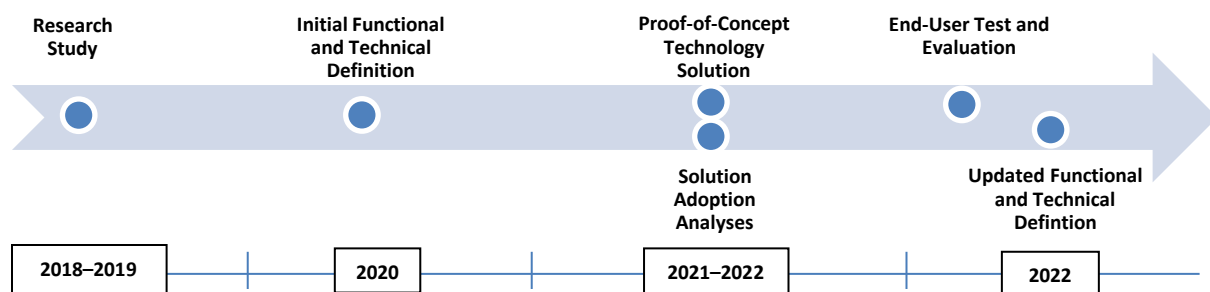 Research
Study
Initial Functional
and Technical
Definition
Proof-of-Concept
Technology
Solution
End-User Test and
Evaluation
Solution
Adoption
Analyses
Updated Functional
and Technical
Defintion
2018–2019
2020
2021–2022
2022